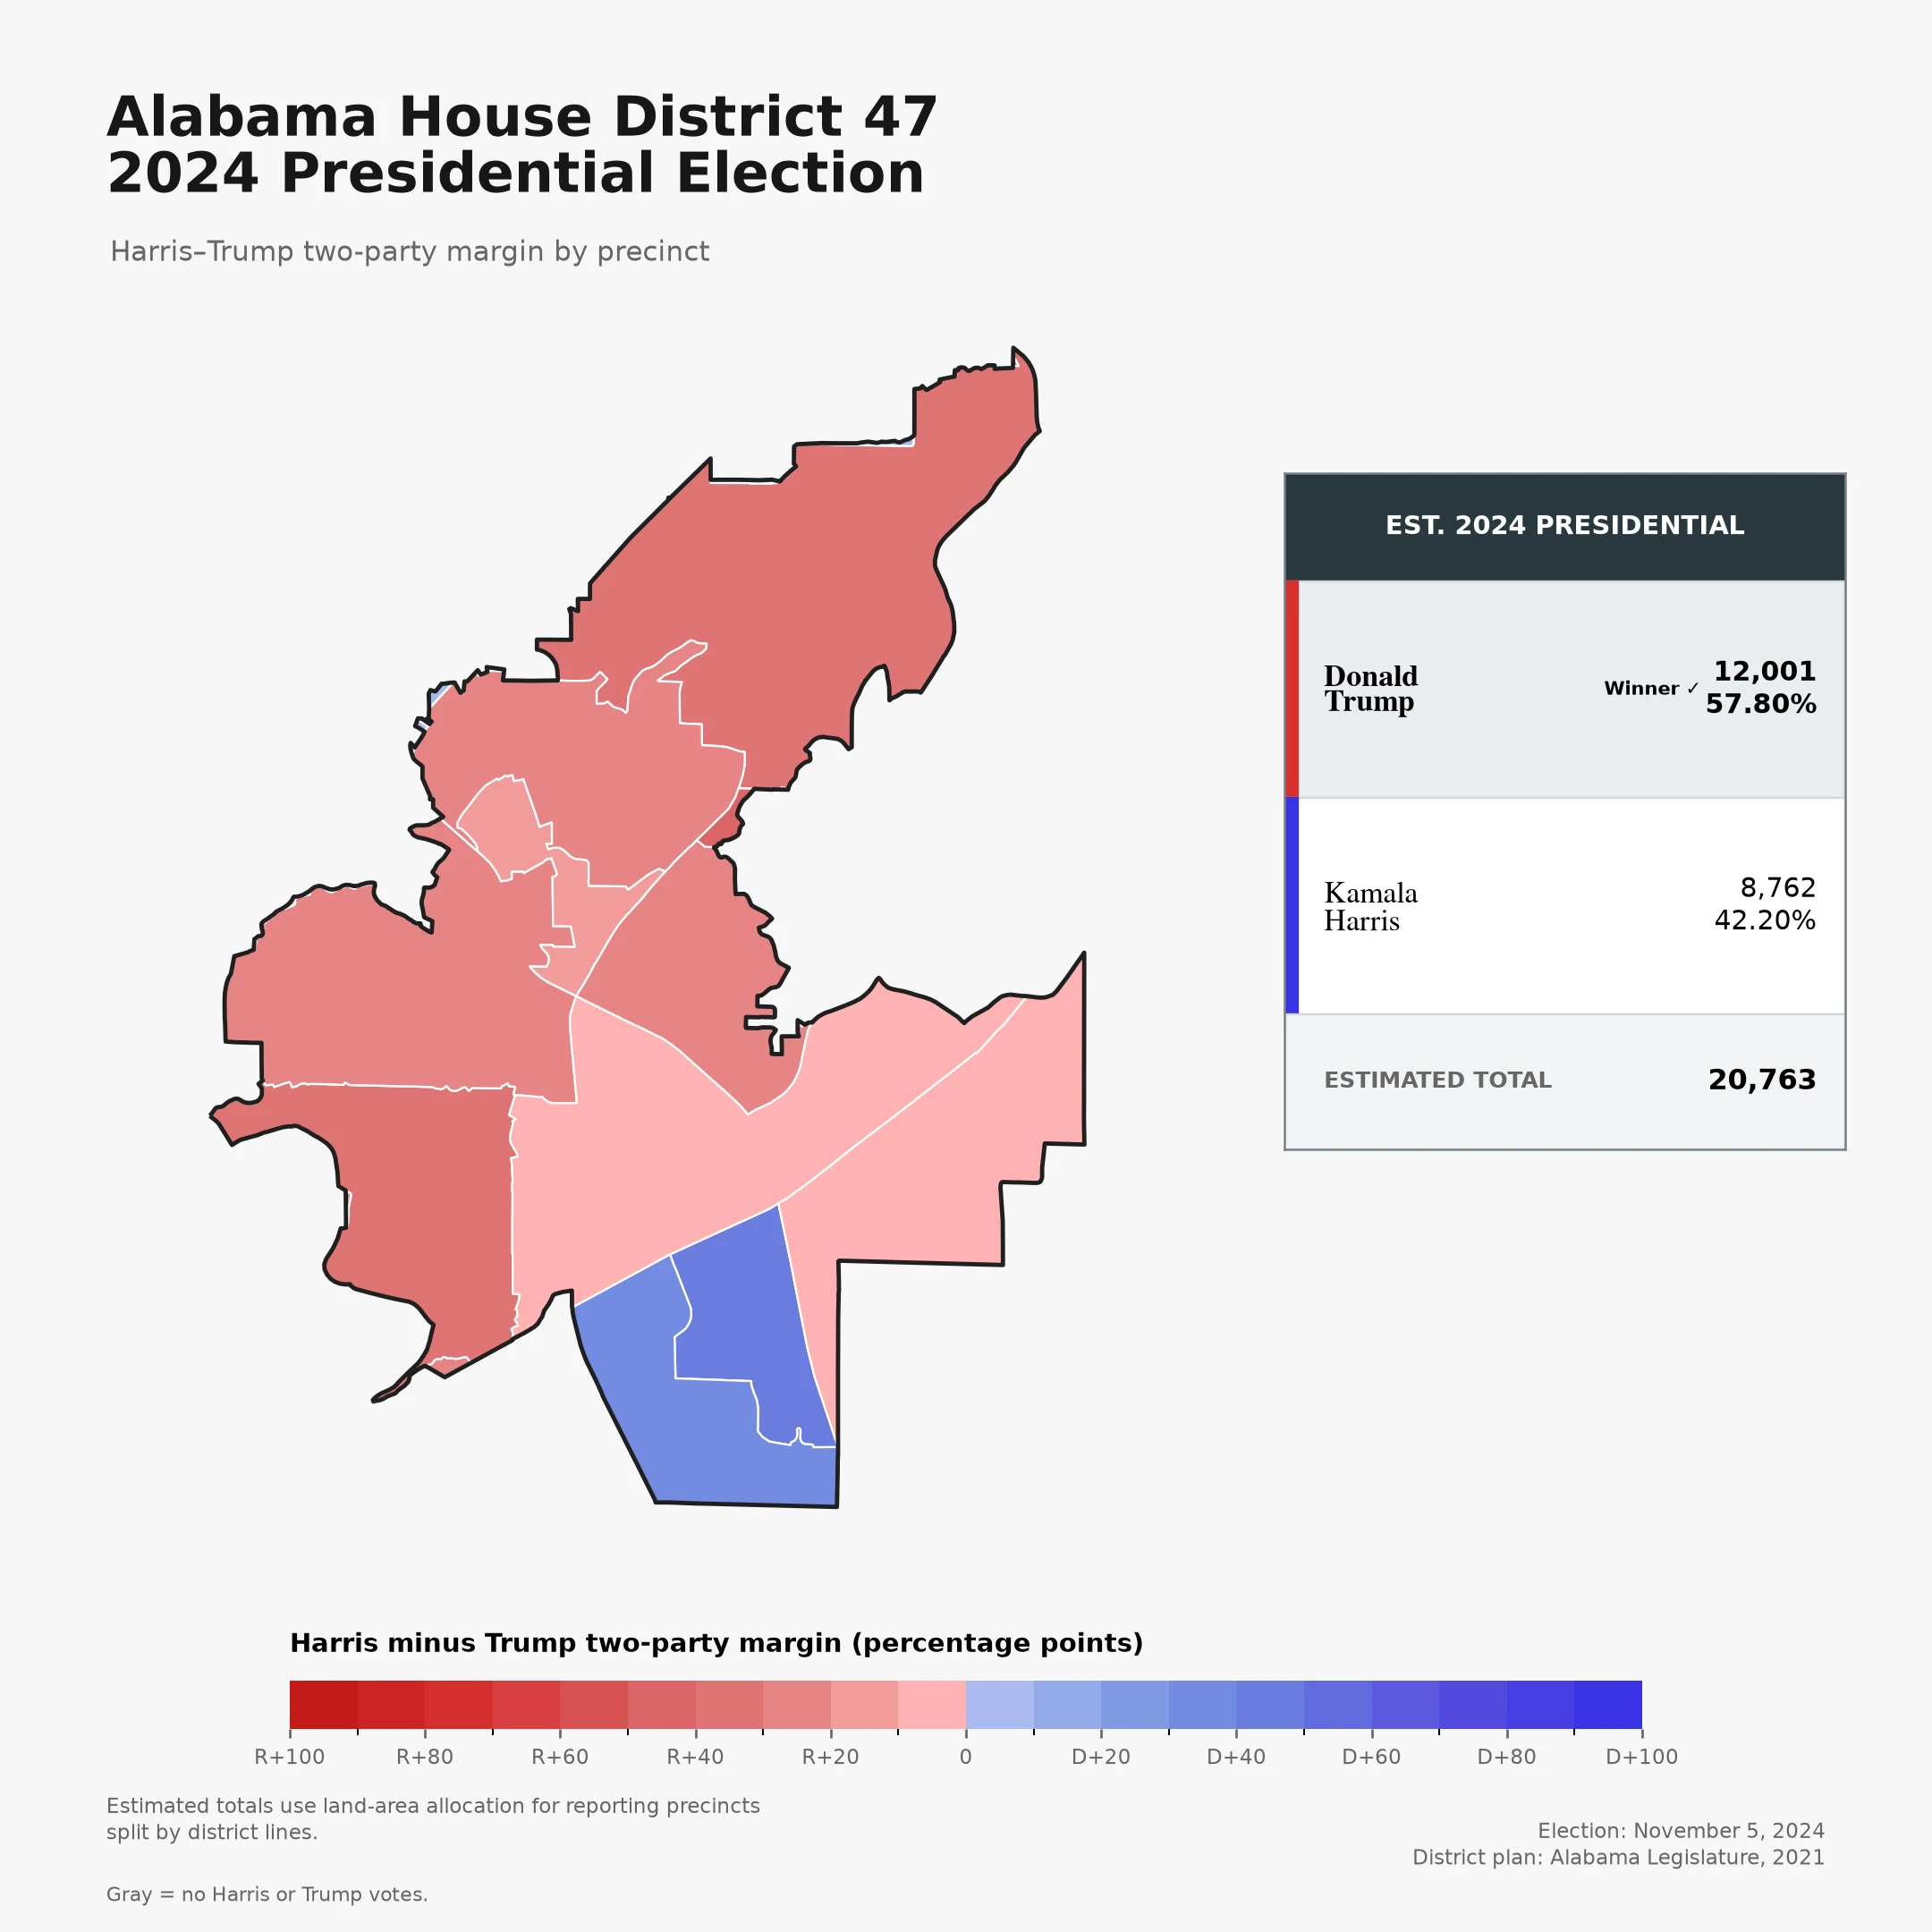 Alabama House District 47
2024 Presidential Election
Harris–Trump two-party margin by precinct
EST. 2024 PRESIDENTIAL
Donald
Trump
Winner ✓
12,001
57.80%
Kamala
Harris
8,762
42.20%
ESTIMATED TOTAL
20,763
Harris minus Trump two-party margin (percentage points)
R+100 R+80 R+60 R+40 R+20 0 D+20 D+40 D+60 D+80 D+100
Estimated totals use land-area allocation for reporting precincts
split by district lines.
Gray = no Harris or Trump votes.
Election: November 5, 2024
District plan: Alabama Legislature, 2021